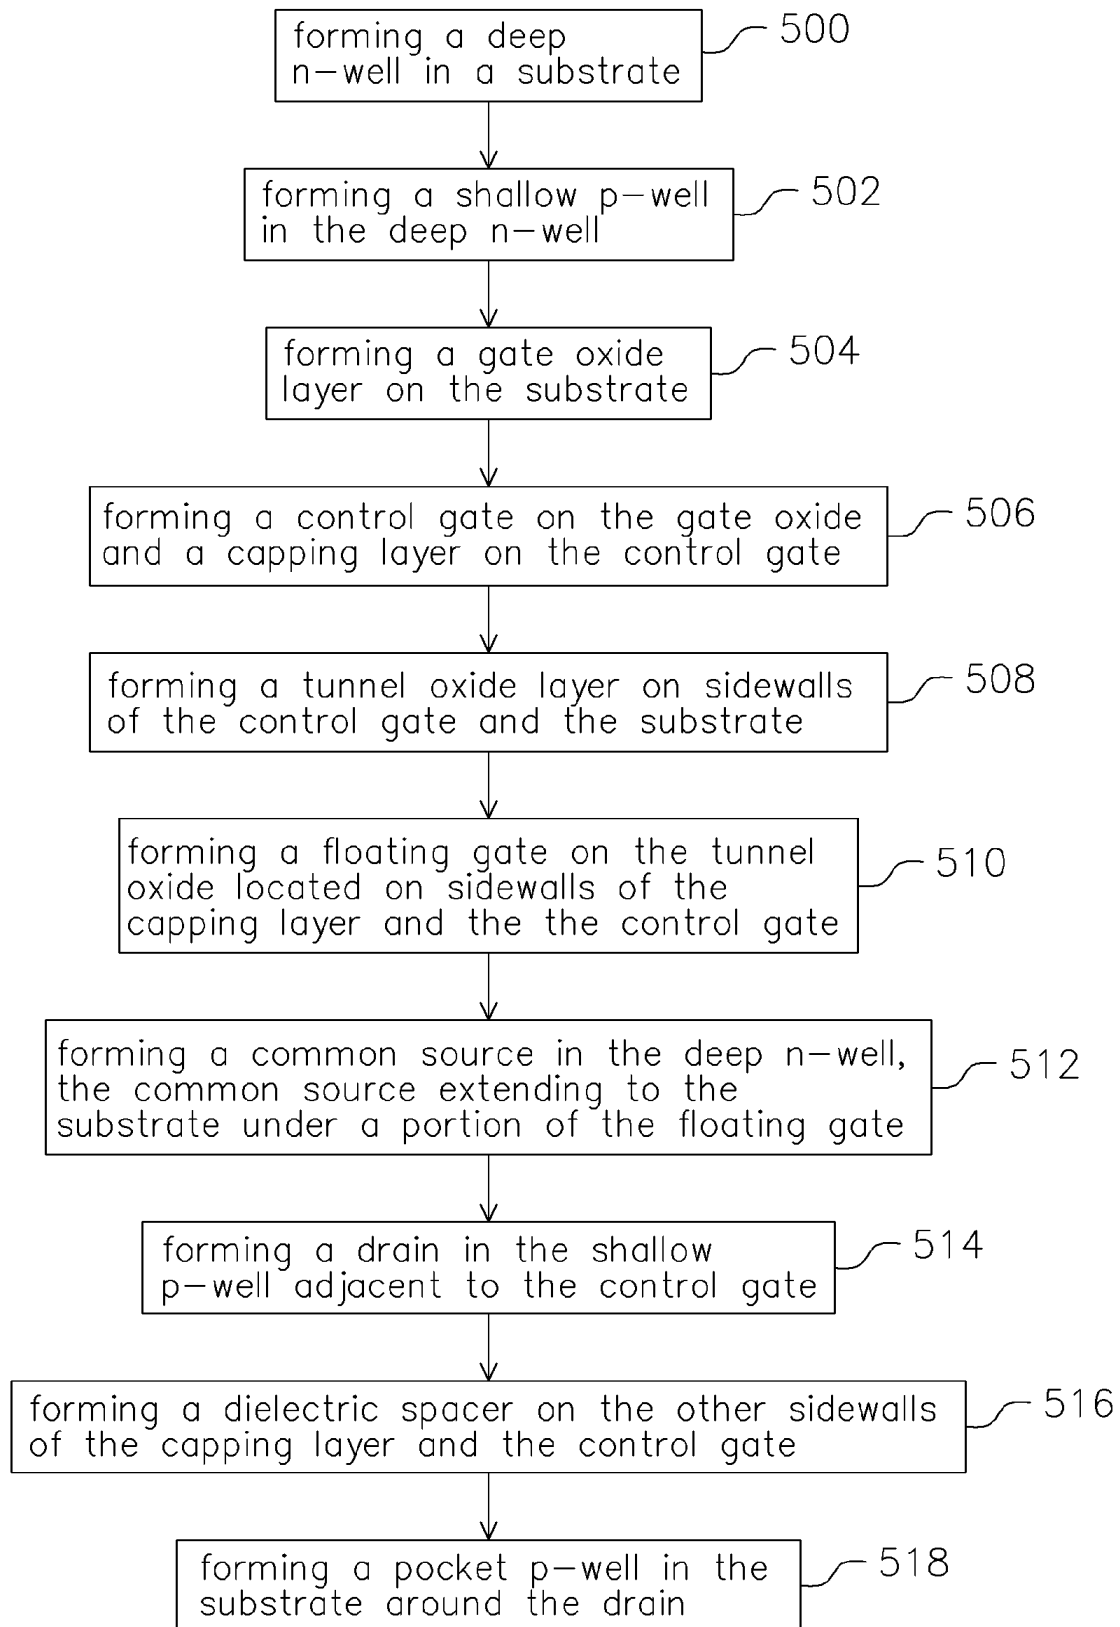 forming a deep
n-well in a substrate
500
forming a shallow p-well
in the deep n-well
502
forming a gate oxide
layer on the substrate
504
forming a control gate on the gate oxide
and a capping layer on the control gate
506
forming a tunnel oxide layer on sidewalls
of the control gate and the substrate
508
forming a floating gate on the tunnel
oxide located on sidewalls of the
capping layer and the the control gate
510
forming a common source in the deep n-well,
the common source extending to the
substrate under a portion of the floating gate
512
forming a drain in the shallow
p-well adjacent to the control gate
514
forming a dielectric spacer on the other sidewalls
of the capping layer and the control gate
516
forming a pocket p-well in the
substrate around the drain
518